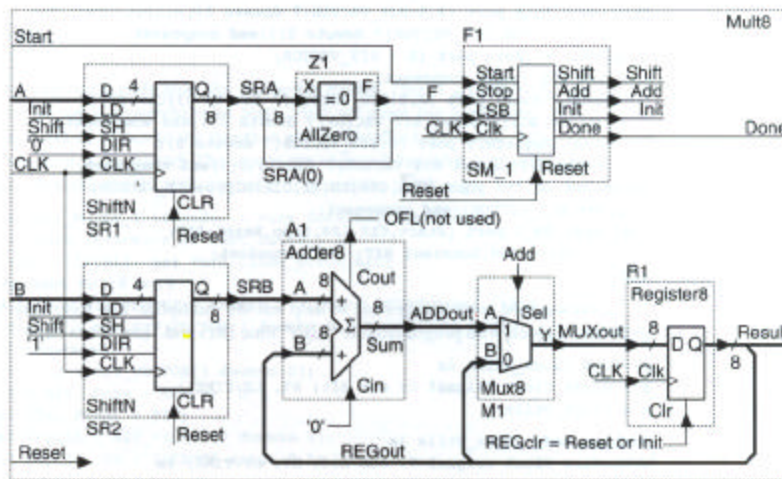 Mult8
Start
F1
Z1
A
4
Q
SRA
X
F
F
D
LD
SH
DIR
CLK
Init
Shift
'0'
CLK
8
8
= 0
AllZero
Start
Stop
LSB
Clk
CLK
Shift
Add
Init
Done
Shift
Add
Init
Done
SM_1
Reset
Reset
SRA(0)
ShiftN
SR1
CLR
Reset
OFL(not used)
A1
Adder8
Cout
B
4
Q
SRB
A
8
D
LD
SH
DIR
CLK
Init
Shift
'1'
8
+
Σ
+
8
Sum
ADDout
B
8
Cin
'0'
Add
Sel
A
B
0
Y
Mux8
M1
MUXout
R1
Register8
8
D Q
Result
8
CLK
Clk
Clr
ShiftN
SR2
CLR
Reset
REGclr = Reset or Init
REGout
Reset